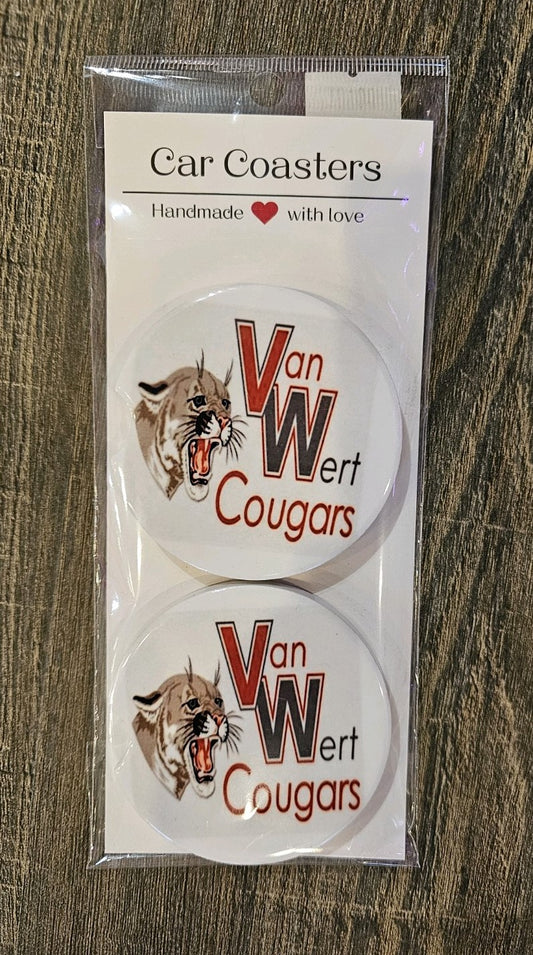 Car Coasters
Handmade with love
Van
Wert
Cougars
Van
Wert
Cougars